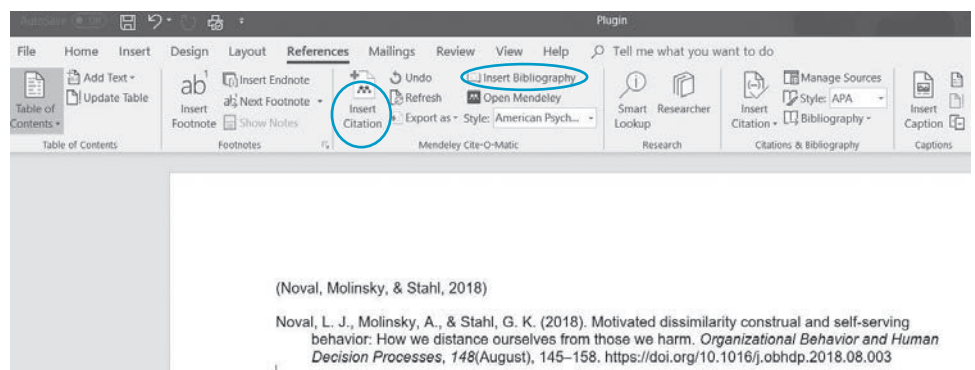 AutoSave Off Plugin
File Home Insert Design Layout References Mailings Review View Help Tell me what you want to do
Table of Contents
Add Text
Update Table
Table of Contents
ab1 Insert Footnote
Insert Endnote
Next Footnote
Show Notes
Footnotes
Insert Citation
Undo
Refresh
Export as
Insert Bibliography
Open Mendeley
Style: American Psych...
Mendeley Cite-O-Matic
Smart Lookup
Researcher
Research
Insert Citation
Manage Sources
Style: APA
Bibliography
Citations & Bibliography
Insert Caption
Captions
(Noval, Molinsky, & Stahl, 2018)
Noval, L. J., Molinsky, A., & Stahl, G. K. (2018). Motivated dissimilarity construal and self-serving
behavior: How we distance ourselves from those we harm. Organizational Behavior and Human
Decision Processes, 148(August), 145–158. https://doi.org/10.1016/j.obhdp.2018.08.003